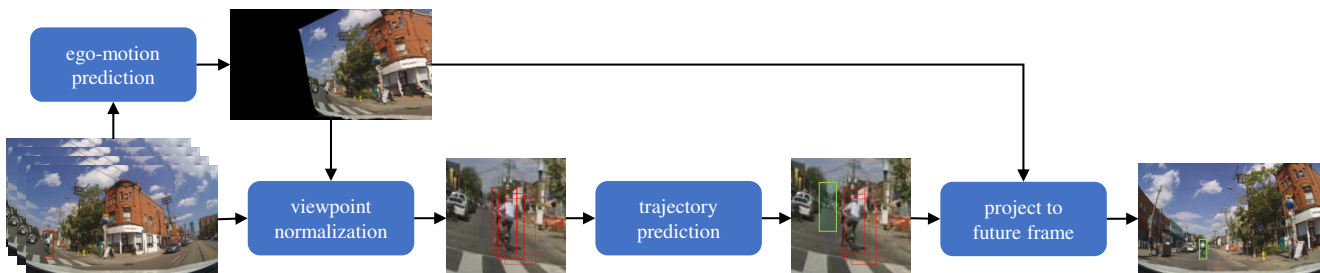 ego-motion
prediction
viewpoint
normalization
trajectory
prediction
project to
future frame